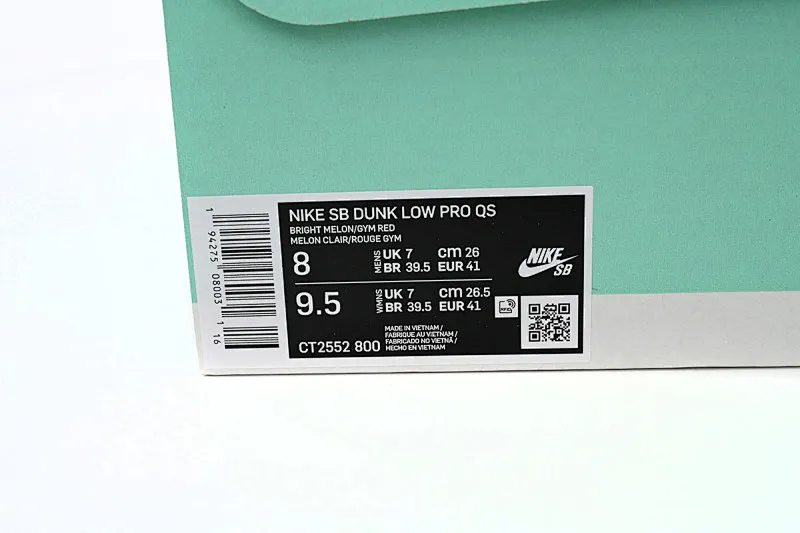 NIKE SB DUNK LOW PRO QS
BRIGHT MELON/GYM RED
MELON CLAIR/ROUGE GYM
8 MENS UK 7 CM 26
BR 39.5 EUR 41
9.5 WMNS UK 7 CM 26.5
BR 39.5 EUR 41
NIKE SB
RFID
CT2552 800
MADE IN VIETNAM/
FABRIQUE AU VIETNAM/
FABRICADO NO VIETNÃ/
HECHO EN VIETNAM
1 94275 08003 1 16